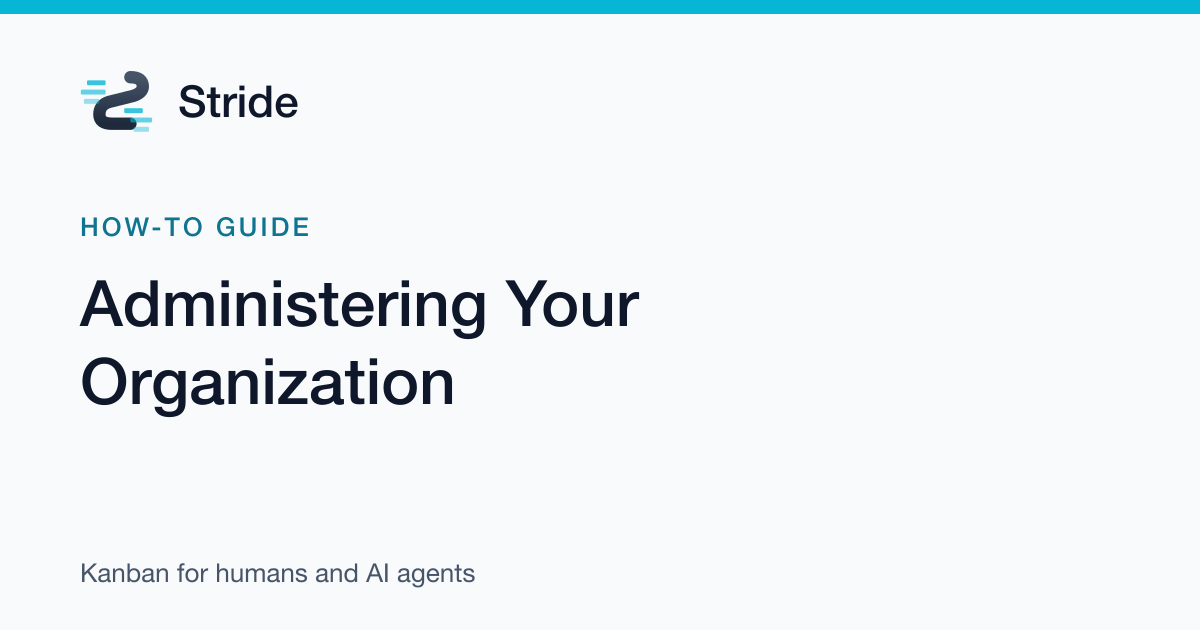 Stride
HOW-TO GUIDE
Administering Your
Organization
Kanban for humans and AI agents